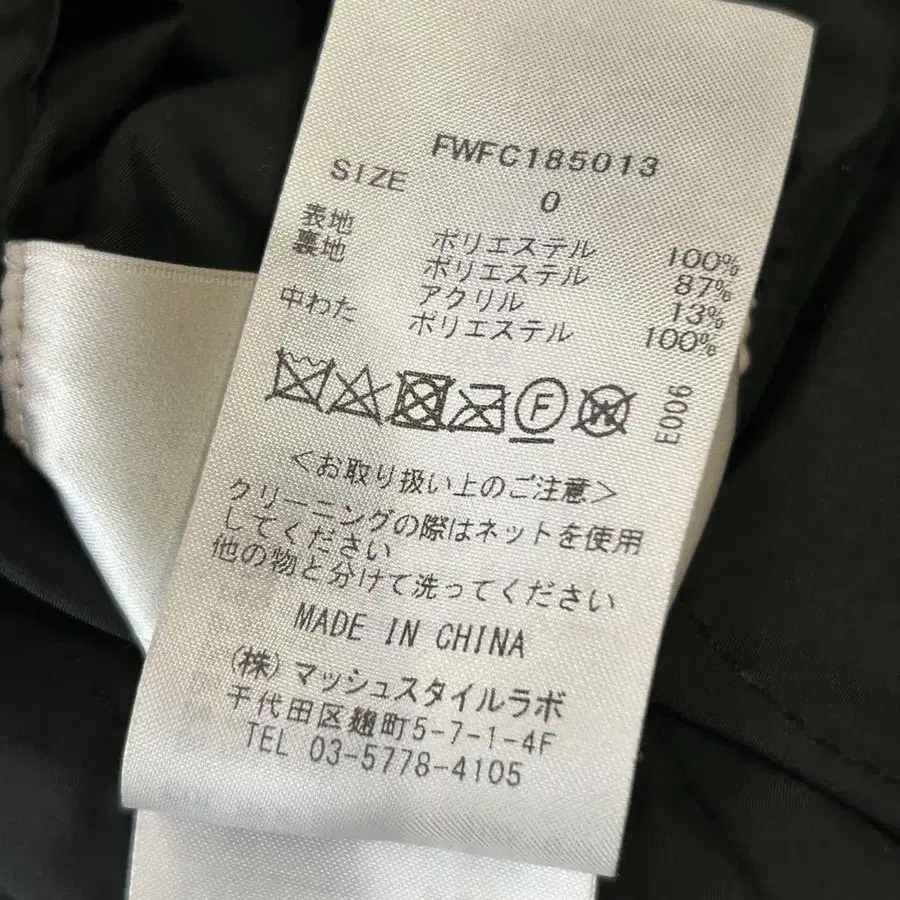 FWFC185013
SIZE 0
表地 ポリエステル 100%
裏地 ポリエステル 87%
アクリル 13%
中わた ポリエステル 100%
F W E006
<お取り扱い上のご注意>
クリーニングの際はネットを使用
してください
他の物と分けて洗ってください
MADE IN CHINA
(株)マッシュスタイルラボ
千代田区麹町5-7-1-4F
TEL 03-5778-4105